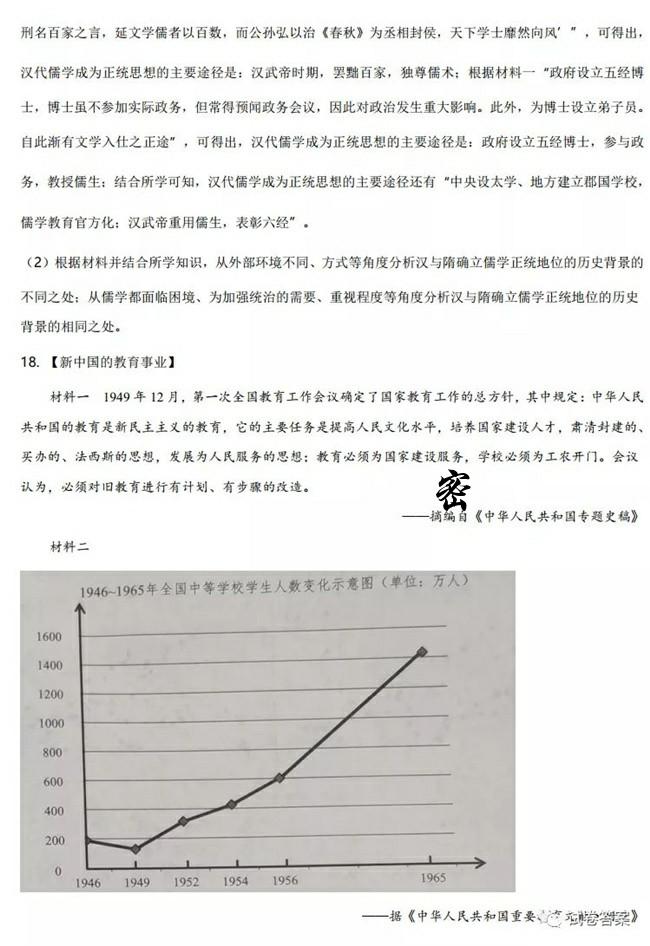 刑名百家之言，延文学儒者以百数，而公孙弘以治《春秋》为丞相封侯，天下学士靡然向风’”，可得出，
汉代儒学成为正统思想的主要途径是：汉武帝时期，罢黜百家，独尊儒术；根据材料一“政府设立五经博
士，博士虽不参加实际政务，但常得预闻政务会议，因此对政治发生重大影响。此外，为博士设立弟子员。
自此渐有文学入仕之正途”，可得出，汉代儒学成为正统思想的主要途径是：政府设立五经博士，参与政
务，教授儒生；结合所学可知，汉代儒学成为正统思想的主要途径还有“中央设太学、地方建立郡国学校，
儒学教育官方化；汉武帝重用儒生，表彰六经”。
（2）根据材料并结合所学知识，从外部环境不同、方式等角度分析汉与隋确立儒学正统地位的历史背景的
不同之处；从儒学都面临困境、为加强统治的需要、重视程度等角度分析汉与隋确立儒学正统地位的历史
背景的相同之处。
18. 【新中国的教育事业】
材料一 1949年12月，第一次全国教育工作会议确定了国家教育工作的总方针，其中规定：中华人民
共和国的教育是新民主主义的教育，它的主要任务是提高人民文化水平，培养国家建设人才，肃清封建的、
买办的、法西斯的思想，发展为人民服务的思想；教育必须为国家建设服务，学校必须为工农开门。会议
认为，必须对旧教育进行有计划、有步骤的改造。
密
——摘编自《中华人民共和国专题史稿》
材料二
1946~1965年全国中等学校学生人数变化示意图（单位：万人）
1600
1400
1200
1000
800
600
400
200
0
1946 1949 1952 1954 1956 1965
——据《中华人民共和国重要
试卷答案
》